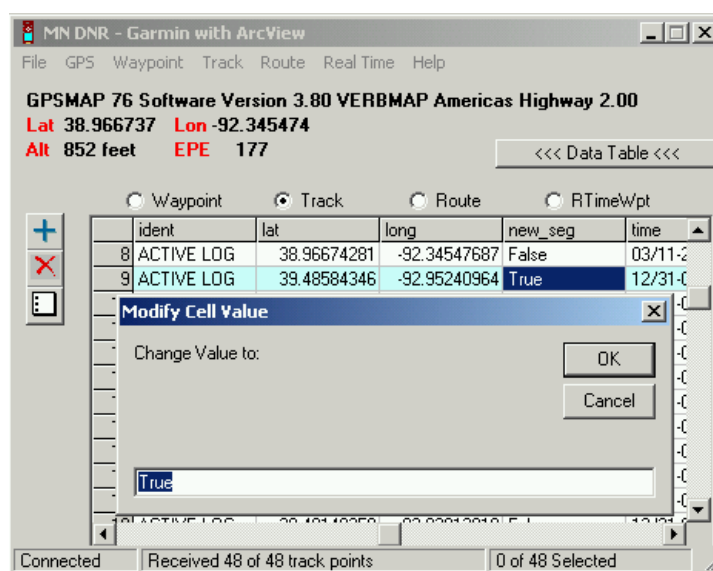 MN DNR - Garmin with ArcView
File GPS Waypoint Track Route Real Time Help
GPSMAP 76 Software Version 3.80 VERBMAP Americas Highway 2.00
Lat 38.966737 Lon -92.345474
Alt 852 feet EPE 177
<<< Data Table <<<
Waypoint Track Route RTimeWpt
ident lat long new_seg time
8 ACTIVE LOG 38.96674281 -92.34547687 False 03/11-2
9 ACTIVE LOG 39.48584346 -92.95240964 True 12/31-0
Modify Cell Value
Change Value to:
OK
Cancel
True
Connected Received 48 of 48 track points 0 of 48 Selected